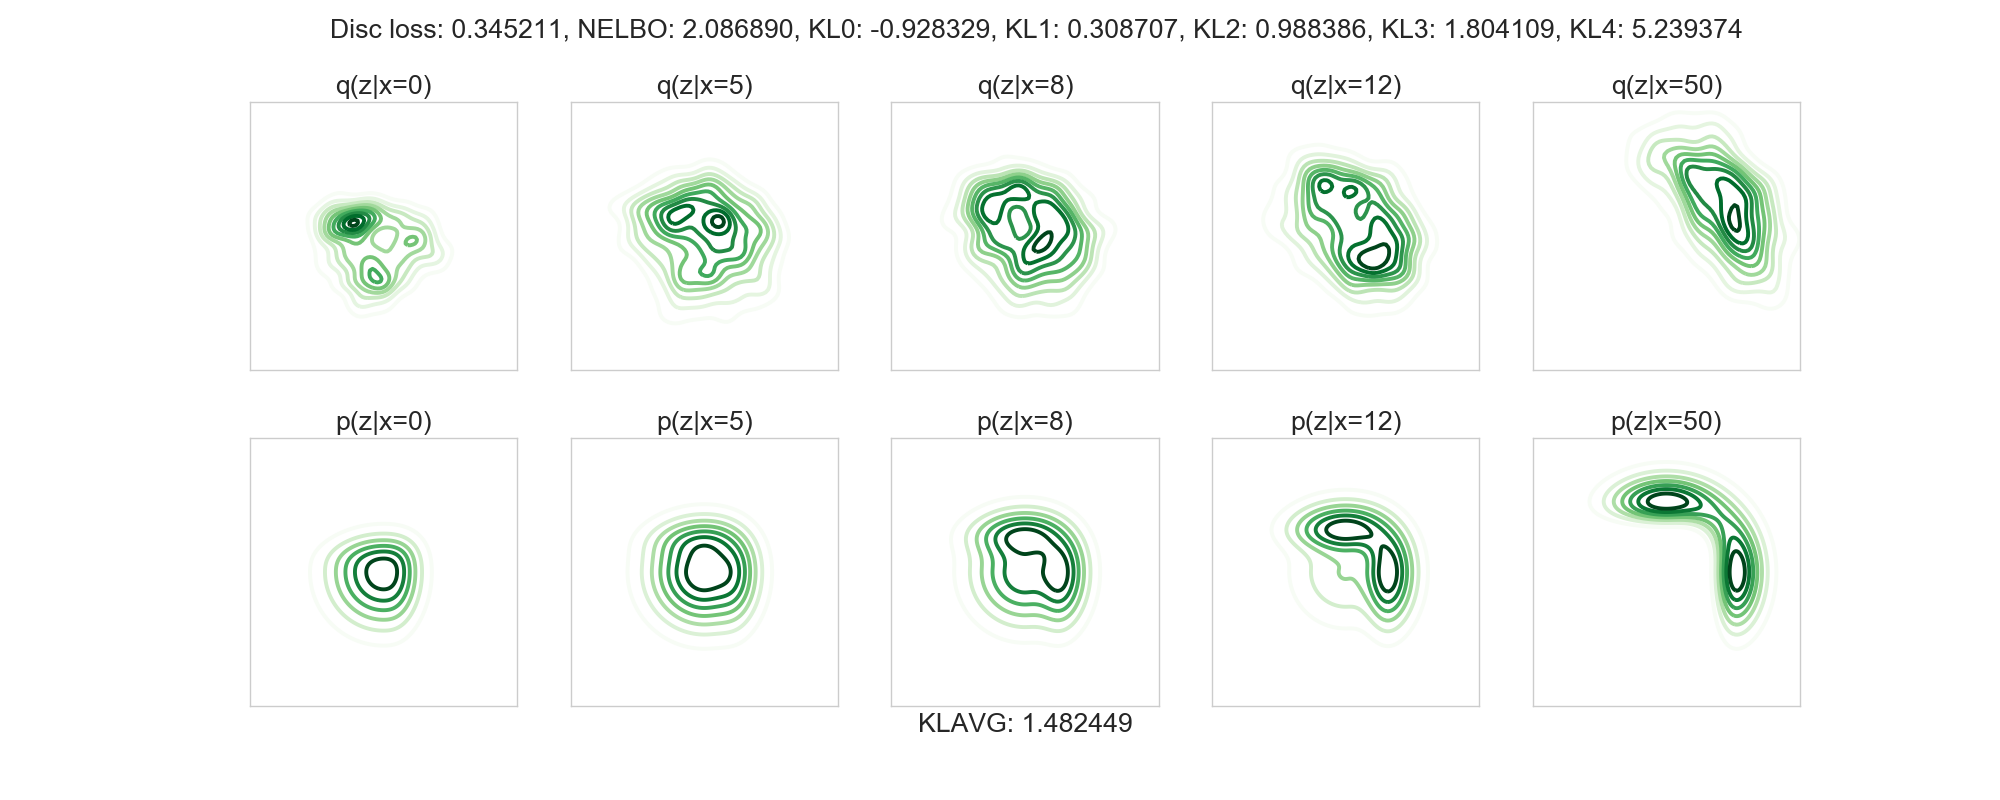 Disc loss: 0.345211, NELBO: 2.086890, KL0: -0.928329, KL1: 0.308707, KL2: 0.988386, KL3: 1.804109, KL4: 5.239374
q(z|x=0) q(z|x=5) q(z|x=8) q(z|x=12) q(z|x=50)
p(z|x=0) p(z|x=5) p(z|x=8) p(z|x=12) p(z|x=50)
KLAVG: 1.482449